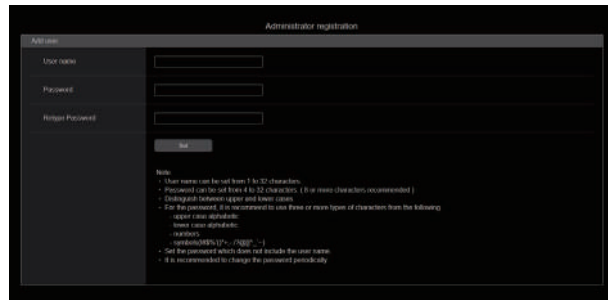 Administrator registration
Add user
User name
Password
Retype Password
Set
Note:
・ User name can be set from 1 to 32 characters.
・ Password can be set from 4 to 32 characters. ( 8 or more characters recommended )
・ Distinguish between upper and lower cases
・ For the password, it is recommend to use three or more types of characters from the following.
- upper case alphabetic
- lower case alphabetic
- numbers
- symbols
・ Set the password which does not include the user name.
・ It is recommended to change the password periodically